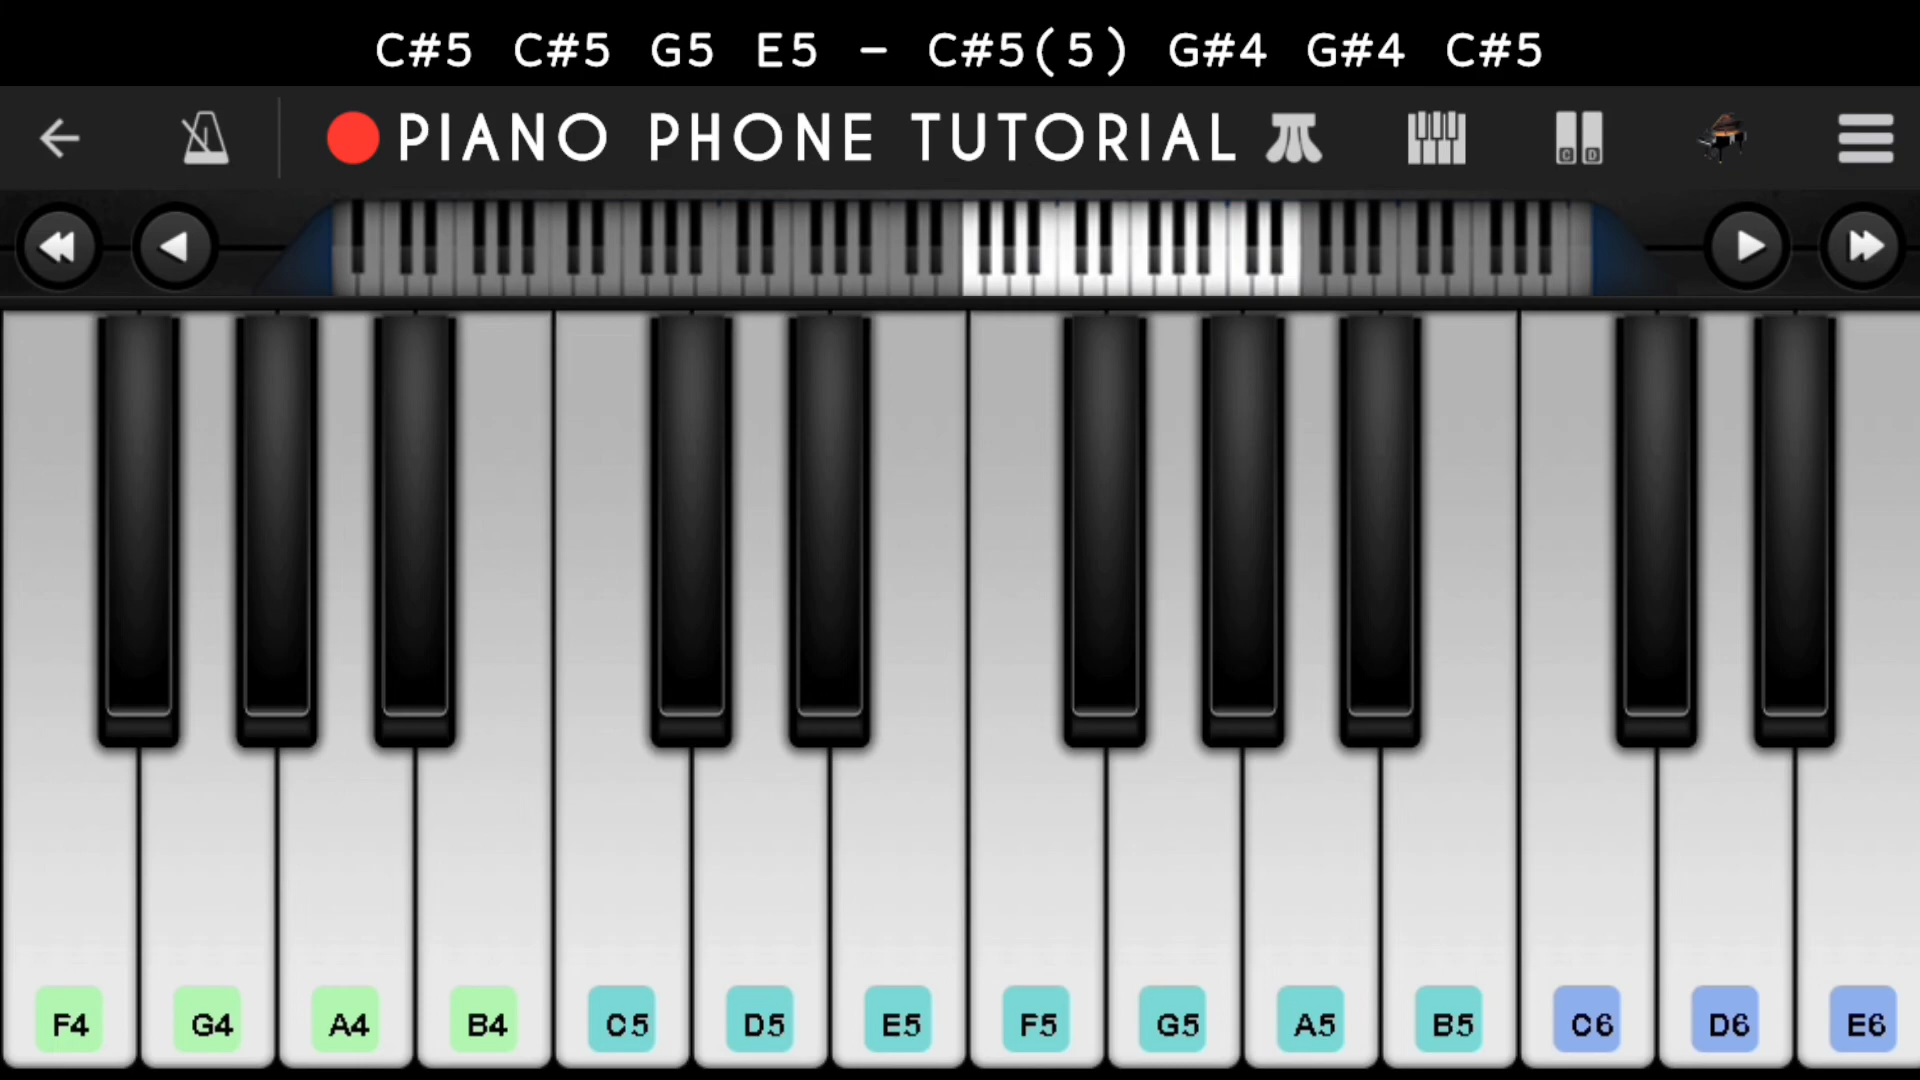 C#5 C#5 G5 E5 - C#5(5) G#4 G#4 C#5
PIANO PHONE TUTORIAL
C D
F4 G4 A4 B4 C5 D5 E5 F5 G5 A5 B5 C6 D6 E6